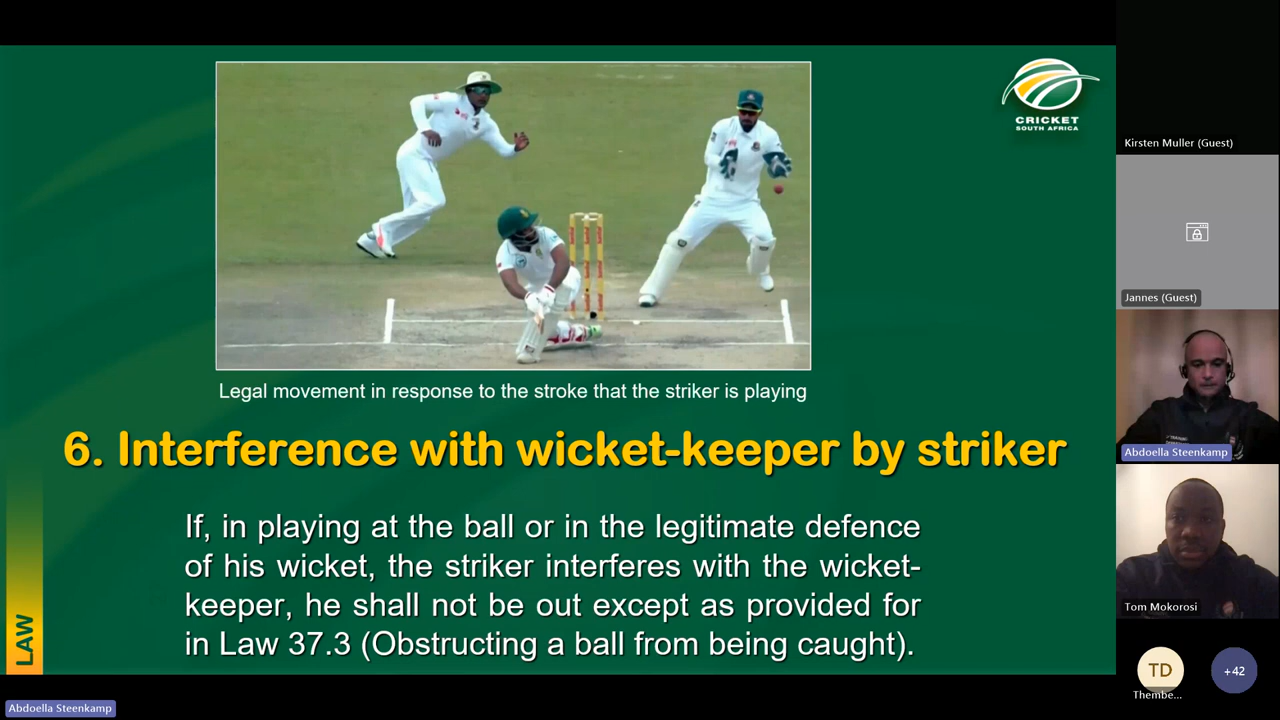 CRICKET
SOUTH AFRICA
Legal movement in response to the stroke that the striker is playing
6. Interference with wicket-keeper by striker
If, in playing at the ball or in the legitimate defence
of his wicket, the striker interferes with the wicket-
keeper, he shall not be out except as provided for
in Law 37.3 (Obstructing a ball from being caught).
LAW
Abdoella Steenkamp
Kirsten Muller (Guest)
Jannes (Guest)
Abdoella Steenkamp
Tom Mokorosi
TD
Thembe...
+42